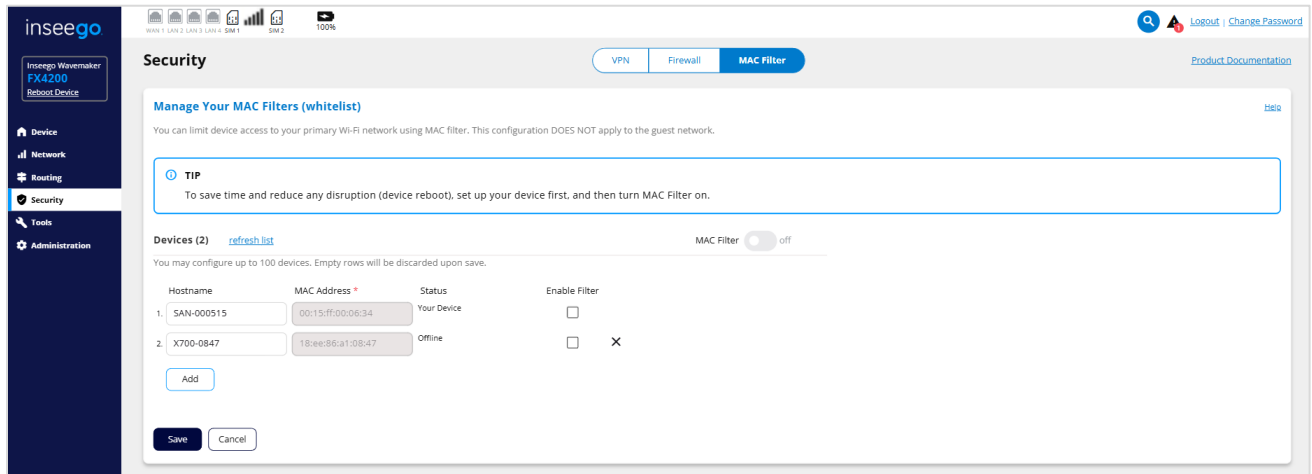 inseego
WAN 1 LAN 2 LAN 3 LAN 4 SIM 1 SIM 2 100%
1
Logout | Change Password
Inseego Wavemaker
FX4200
Reboot Device
Security
VPN Firewall MAC Filter
Product Documentation
Device
Network
Routing
Security
Tools
Administration
Manage Your MAC Filters (whitelist)
Help
You can limit device access to your primary Wi-Fi network using MAC filter. This configuration DOES NOT apply to the guest network.
TIP
To save time and reduce any disruption (device reboot), set up your device first, and then turn MAC Filter on.
Devices (2) refresh list MAC Filter off
You may configure up to 100 devices. Empty rows will be discarded upon save.
Hostname MAC Address * Status Enable Filter
1. SAN-000515 00:15:ff:00:06:34 Your Device
2. X700-0847 18:ee:86:a1:08:47 Offline
Add
Save Cancel